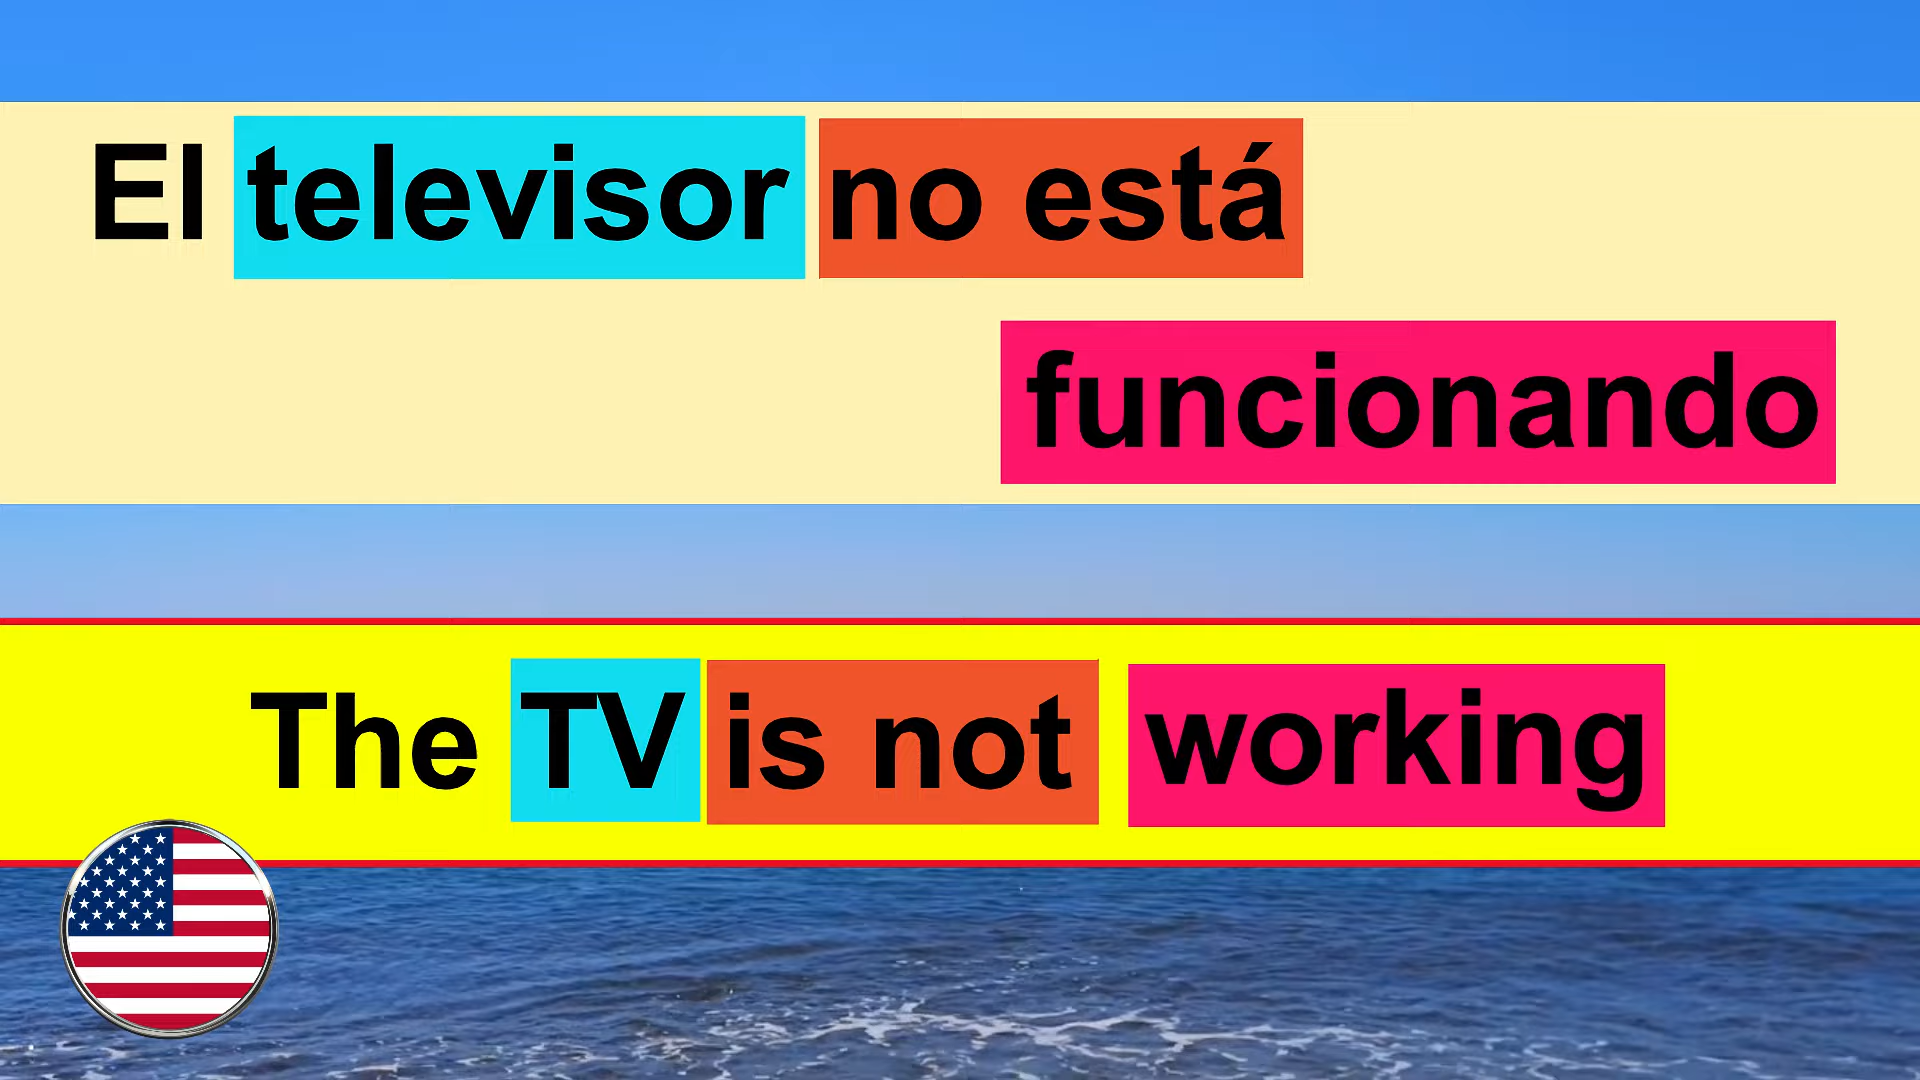 El televisor no está
funcionando
The TV is not working